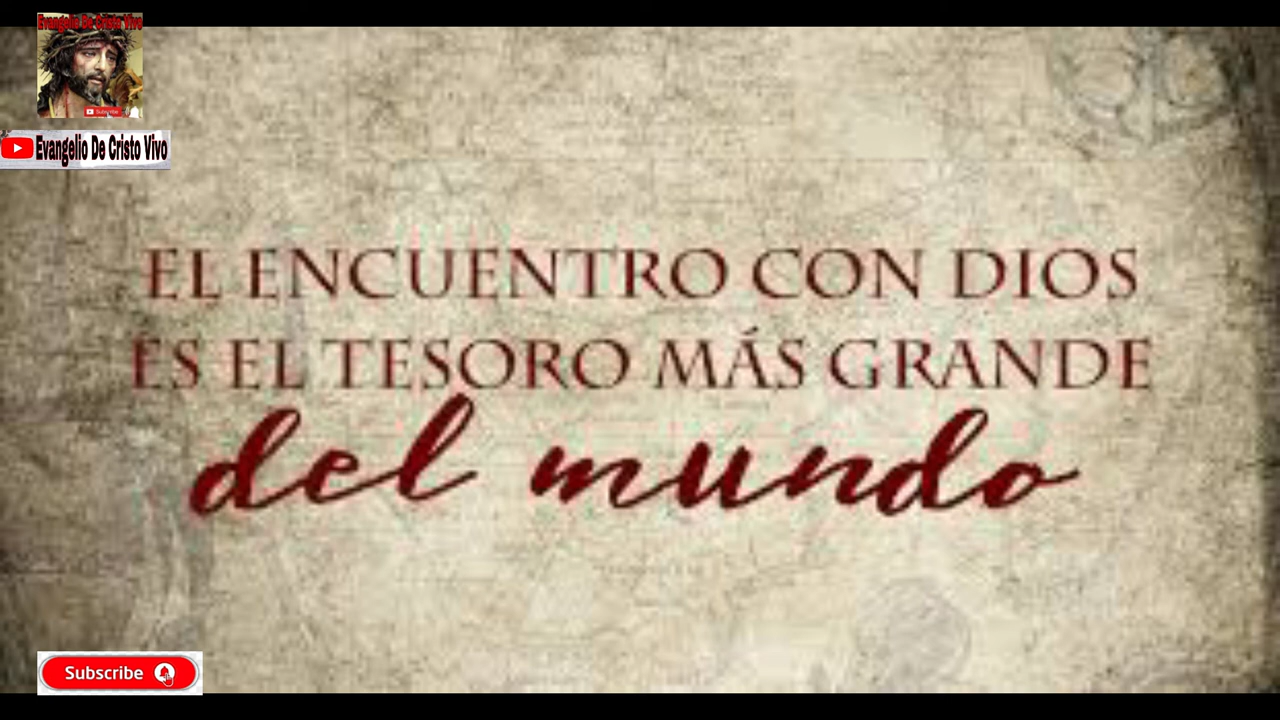 Evangelio De Cristo Vivo
Subscribe
Evangelio De Cristo Vivo
EL ENCUENTRO CON DIOS
ES EL TESORO MÁS GRANDE
del mundo
Subscribe